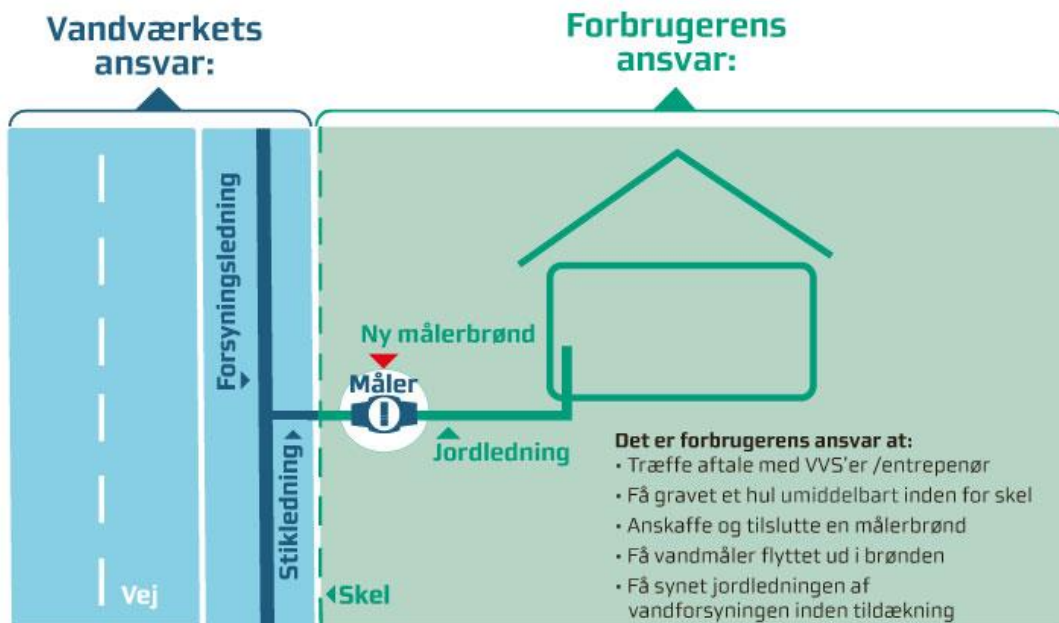 Vandværkets
ansvar:
Forbrugerens
ansvar:
Forsyningsledning
Ny målerbrønd
Måler
Jordledning
Stikledning
Vej
Skel
Det er forbrugerens ansvar at:
• Træffe aftale med VVS'er /entrepenør
• Få gravet et hul umiddelbart inden for skel
• Anskaffe og tilslutte en målerbrønd
• Få vandmåler flyttet ud i brønden
• Få synet jordledningen af
vandforsyningen inden tildækning